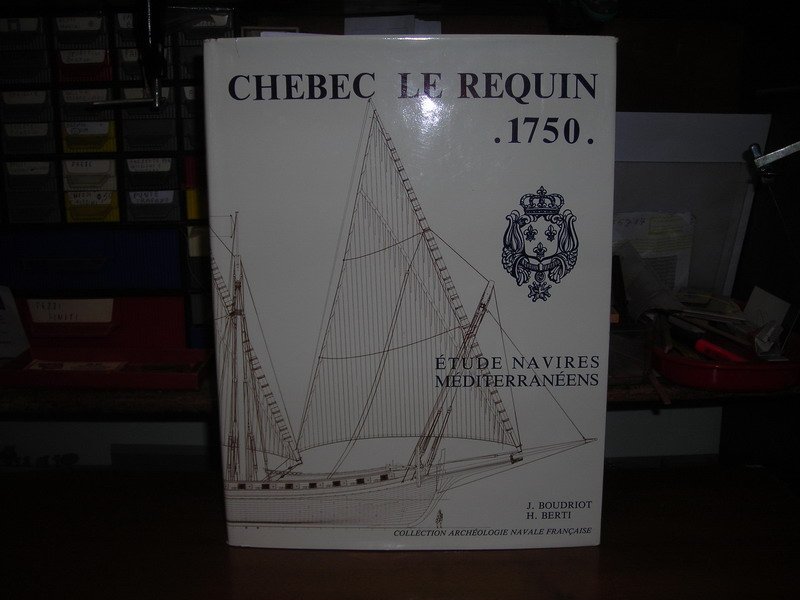 CHEBEC LE REQUIN
.1750.
ÉTUDE NAVIRES
MÉDITERRANÉENS
J. BOUDRIOT
H. BERTI
COLLECTION ARCHÉOLOGIE NAVALE FRANÇAISE